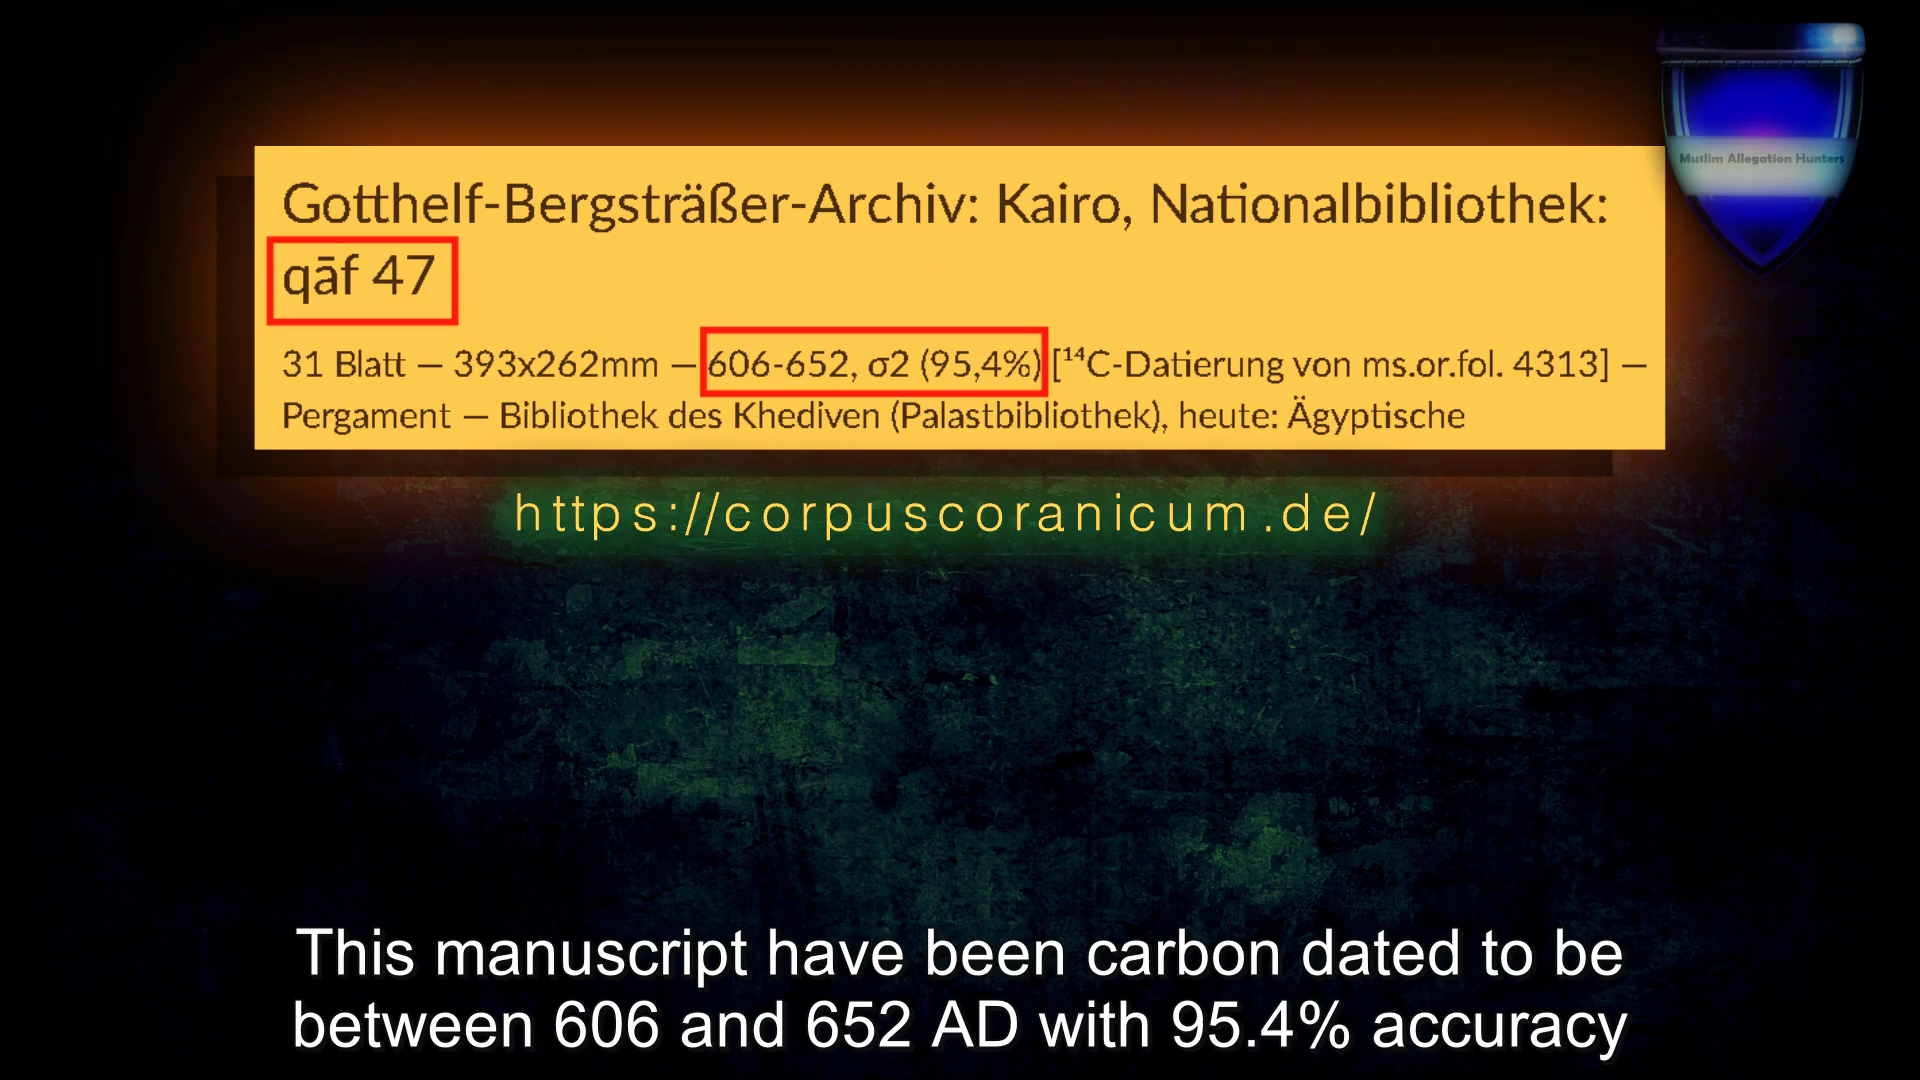 Muslim Allegation Hunters
Gotthelf-Bergsträßer-Archiv: Kairo, Nationalbibliothek:
qāf 47
31 Blatt — 393x262mm — 606-652, σ2 (95,4%) [¹⁴C-Datierung von ms.or.fol. 4313] —
Pergament — Bibliothek des Khediven (Palastbibliothek), heute: Ägyptische
https://corpuscoranicum.de/
This manuscript have been carbon dated to be
between 606 and 652 AD with 95.4% accuracy